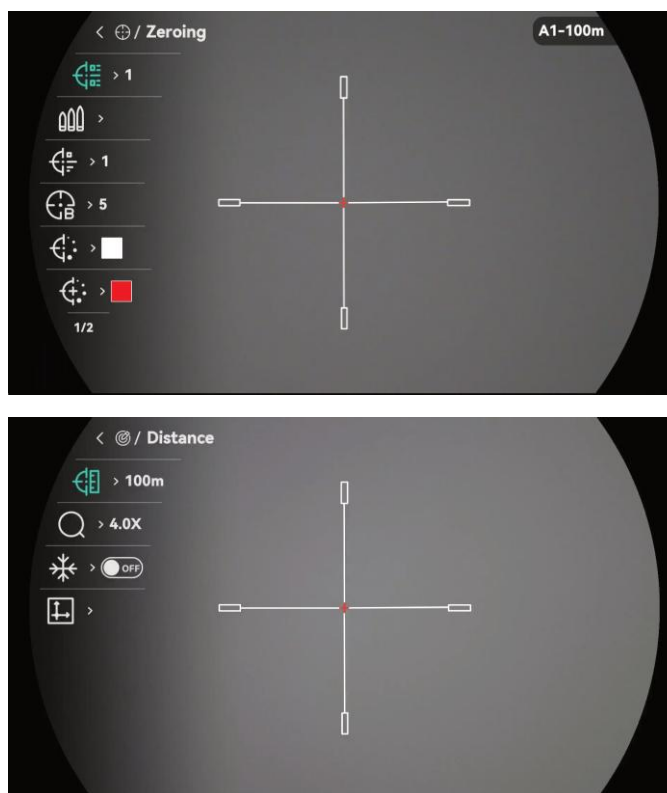 < / Zeroing
A1-100m
> 1
>
> 1
B > 5
>
>
1/2
< / Distance
> 100m
> 4.0X
> OFF
>